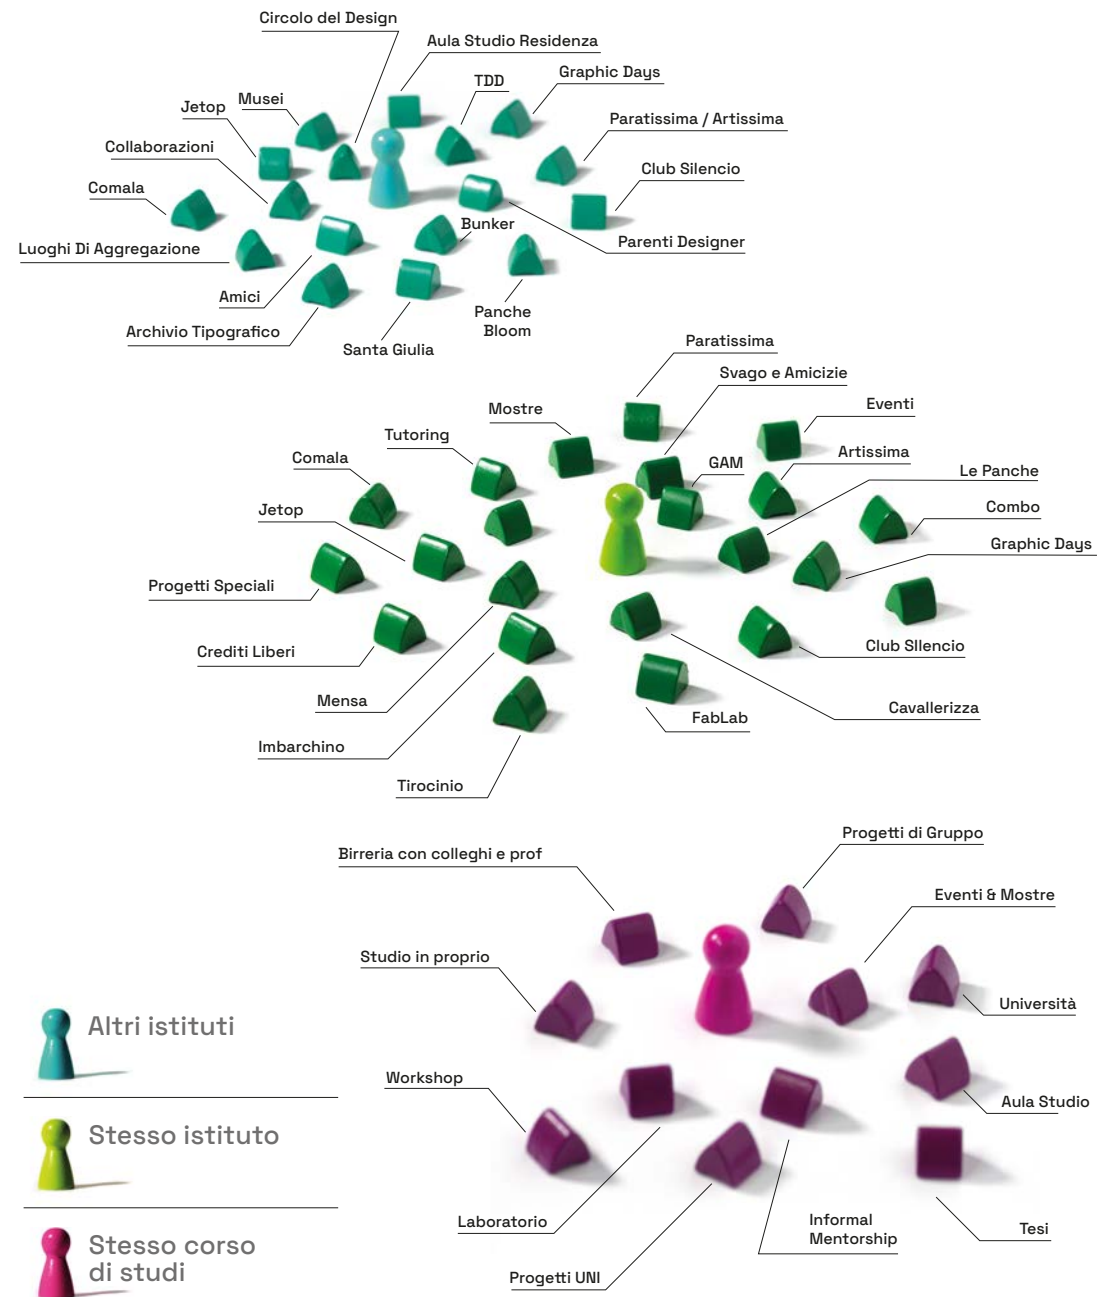 Circolo del Design
Aula Studio Residenza
TDD
Graphic Days
Musei
Jetop
Paratissima / Artissima
Collaborazioni
Club Silencio
Comala
Bunker
Parenti Designer
Luoghi Di Aggregazione
Amici
Panche
Bloom
Archivio Tipografico
Santa Giulia
Paratissima
Svago e Amicizie
Mostre
Eventi
Tutoring
Artissima
Comala
GAM
Le Panche
Jetop
Combo
Graphic Days
Progetti Speciali
Crediti Liberi
Club SIlencio
Mensa
Cavallerizza
FabLab
Imbarchino
Tirocinio
Progetti di Gruppo
Birreria con colleghi e prof
Eventi & Mostre
Studio in proprio
Università
Workshop
Aula Studio
Laboratorio
Informal
Mentorship
Tesi
Progetti UNI
Altri istituti
Stesso istituto
Stesso corso
di studi